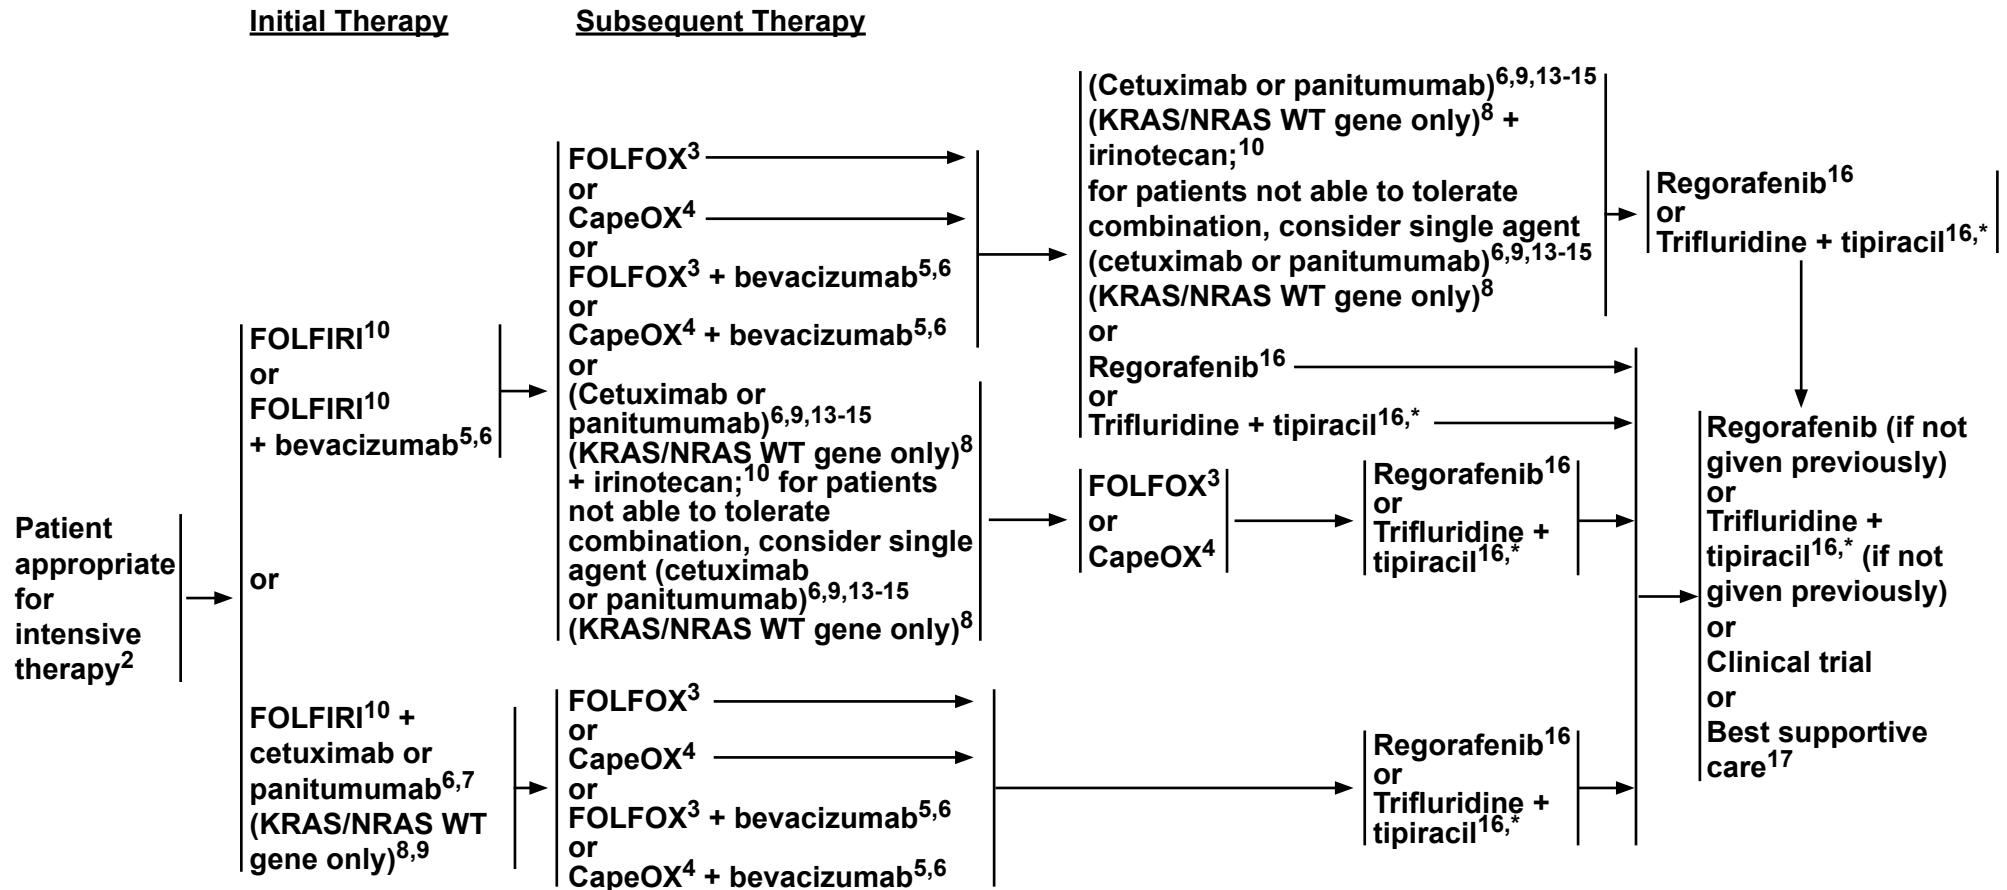 Initial Therapy
Subsequent Therapy
Patient
appropriate
for
intensive
therapy2
FOLFIRI10
or
FOLFIRI10
+ bevacizumab5,6
or
FOLFIRI10 +
cetuximab or
panitumumab6,7
(KRAS/NRAS WT
gene only)8,9
FOLFOX3
or
CapeOX4
or
FOLFOX3 + bevacizumab5,6
or
CapeOX4 + bevacizumab5,6
or
(Cetuximab or
panitumumab)6,9,13-15
(KRAS/NRAS WT gene only)8
+ irinotecan;10 for patients
not able to tolerate
combination, consider single
agent (cetuximab
or panitumumab)6,9,13-15
(KRAS/NRAS WT gene only)8
FOLFOX3
or
CapeOX4
or
FOLFOX3 + bevacizumab5,6
or
CapeOX4 + bevacizumab5,6
(Cetuximab or panitumumab)6,9,13-15
(KRAS/NRAS WT gene only)8 +
irinotecan;10
for patients not able to tolerate
combination, consider single agent
(cetuximab or panitumumab)6,9,13-15
(KRAS/NRAS WT gene only)8
or
Regorafenib16
or
Trifluridine + tipiracil16,*
FOLFOX3
or
CapeOX4
Regorafenib16
or
Trifluridine +
tipiracil16,*
Regorafenib16
or
Trifluridine +
tipiracil16,*
Regorafenib16
or
Trifluridine + tipiracil16,*
Regorafenib (if not
given previously)
or
Trifluridine +
tipiracil16,* (if not
given previously)
or
Clinical trial
or
Best supportive
care17